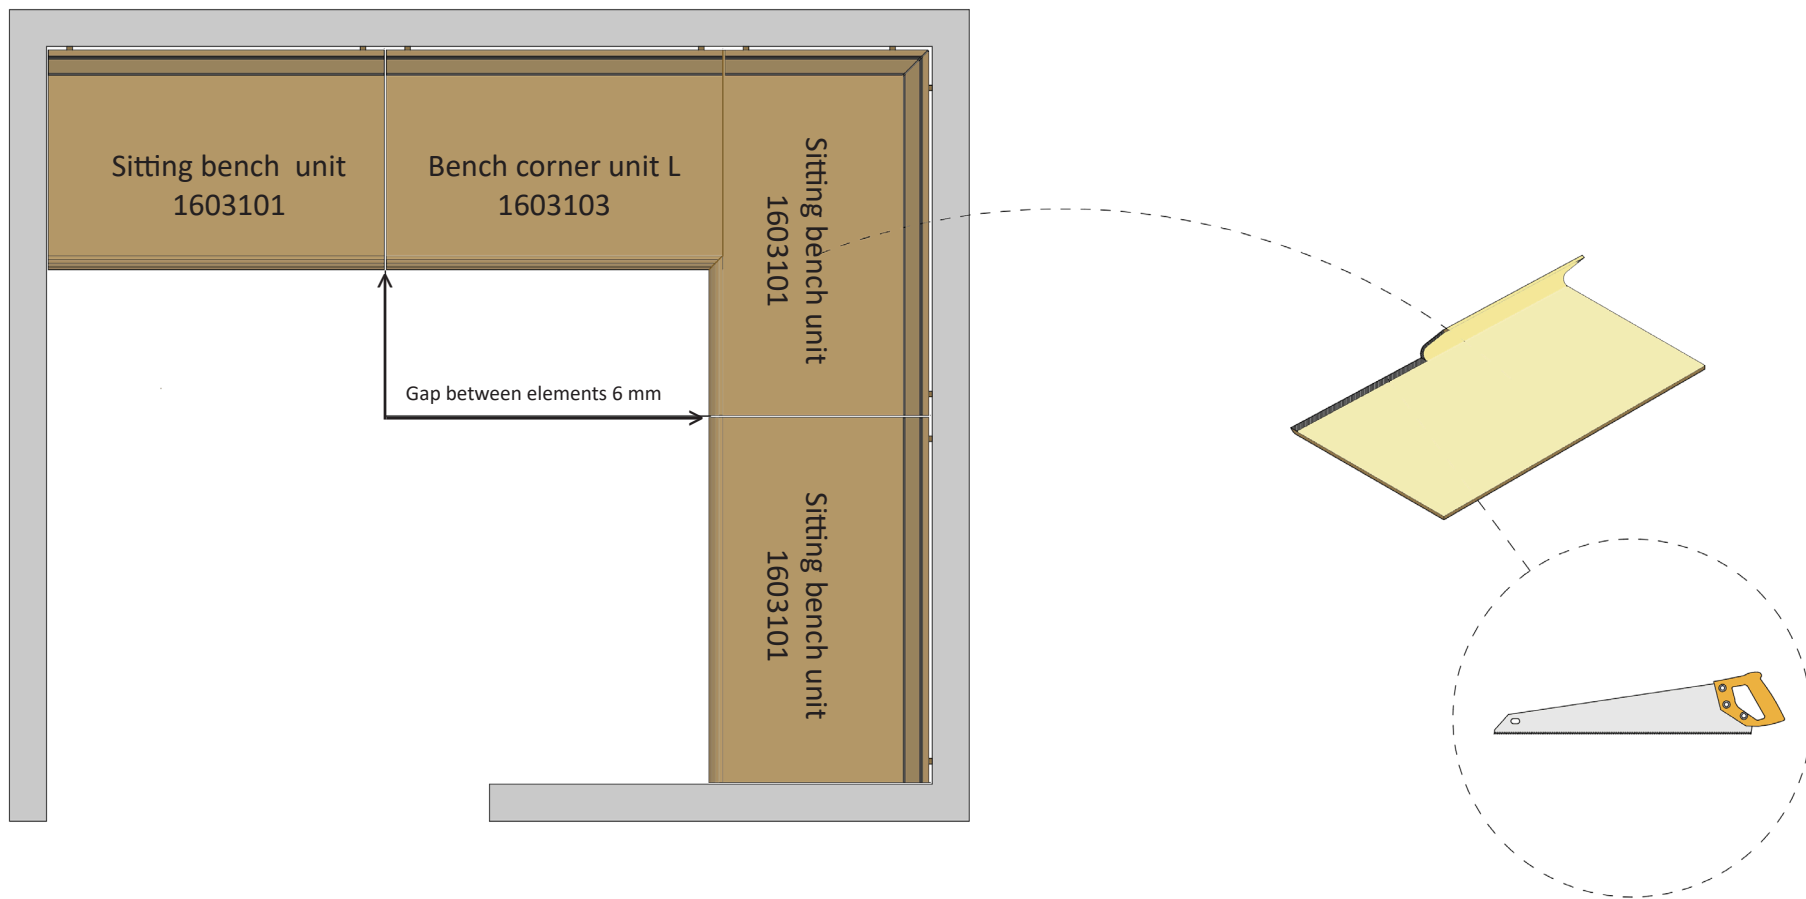 Sitting bench unit
1603101
Bench corner unit L
1603103
Sitting bench unit
1603101
Gap between elements 6 mm
Sitting bench unit
1603101